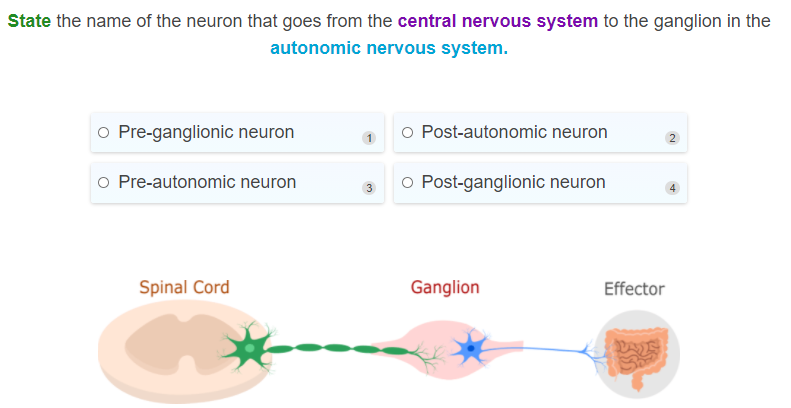 State the name of the neuron that goes from the central nervous system to the ganglion in the
autonomic nervous system.
Pre-ganglionic neuron 1
Post-autonomic neuron 2
Pre-autonomic neuron 3
Post-ganglionic neuron 4
Spinal Cord
Ganglion
Effector